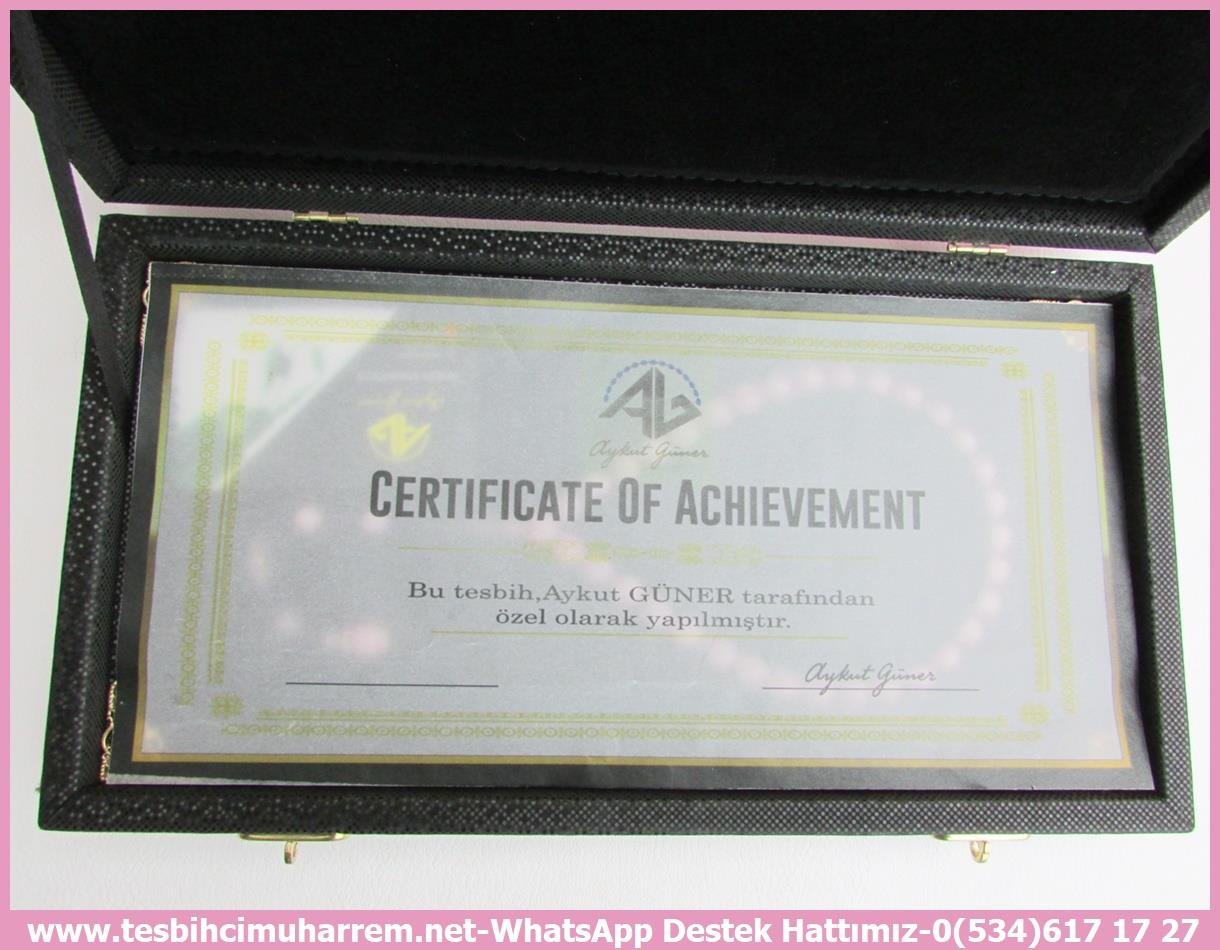 AG
Aykut Güner
CERTIFICATE OF ACHIEVEMENT
Bu tesbih,Aykut GÜNER tarafından
özel olarak yapılmıştır.
Aykut Güner
www.tesbihcimuharrem.net-WhatsApp Destek Hattımız-0(534)617 17 27